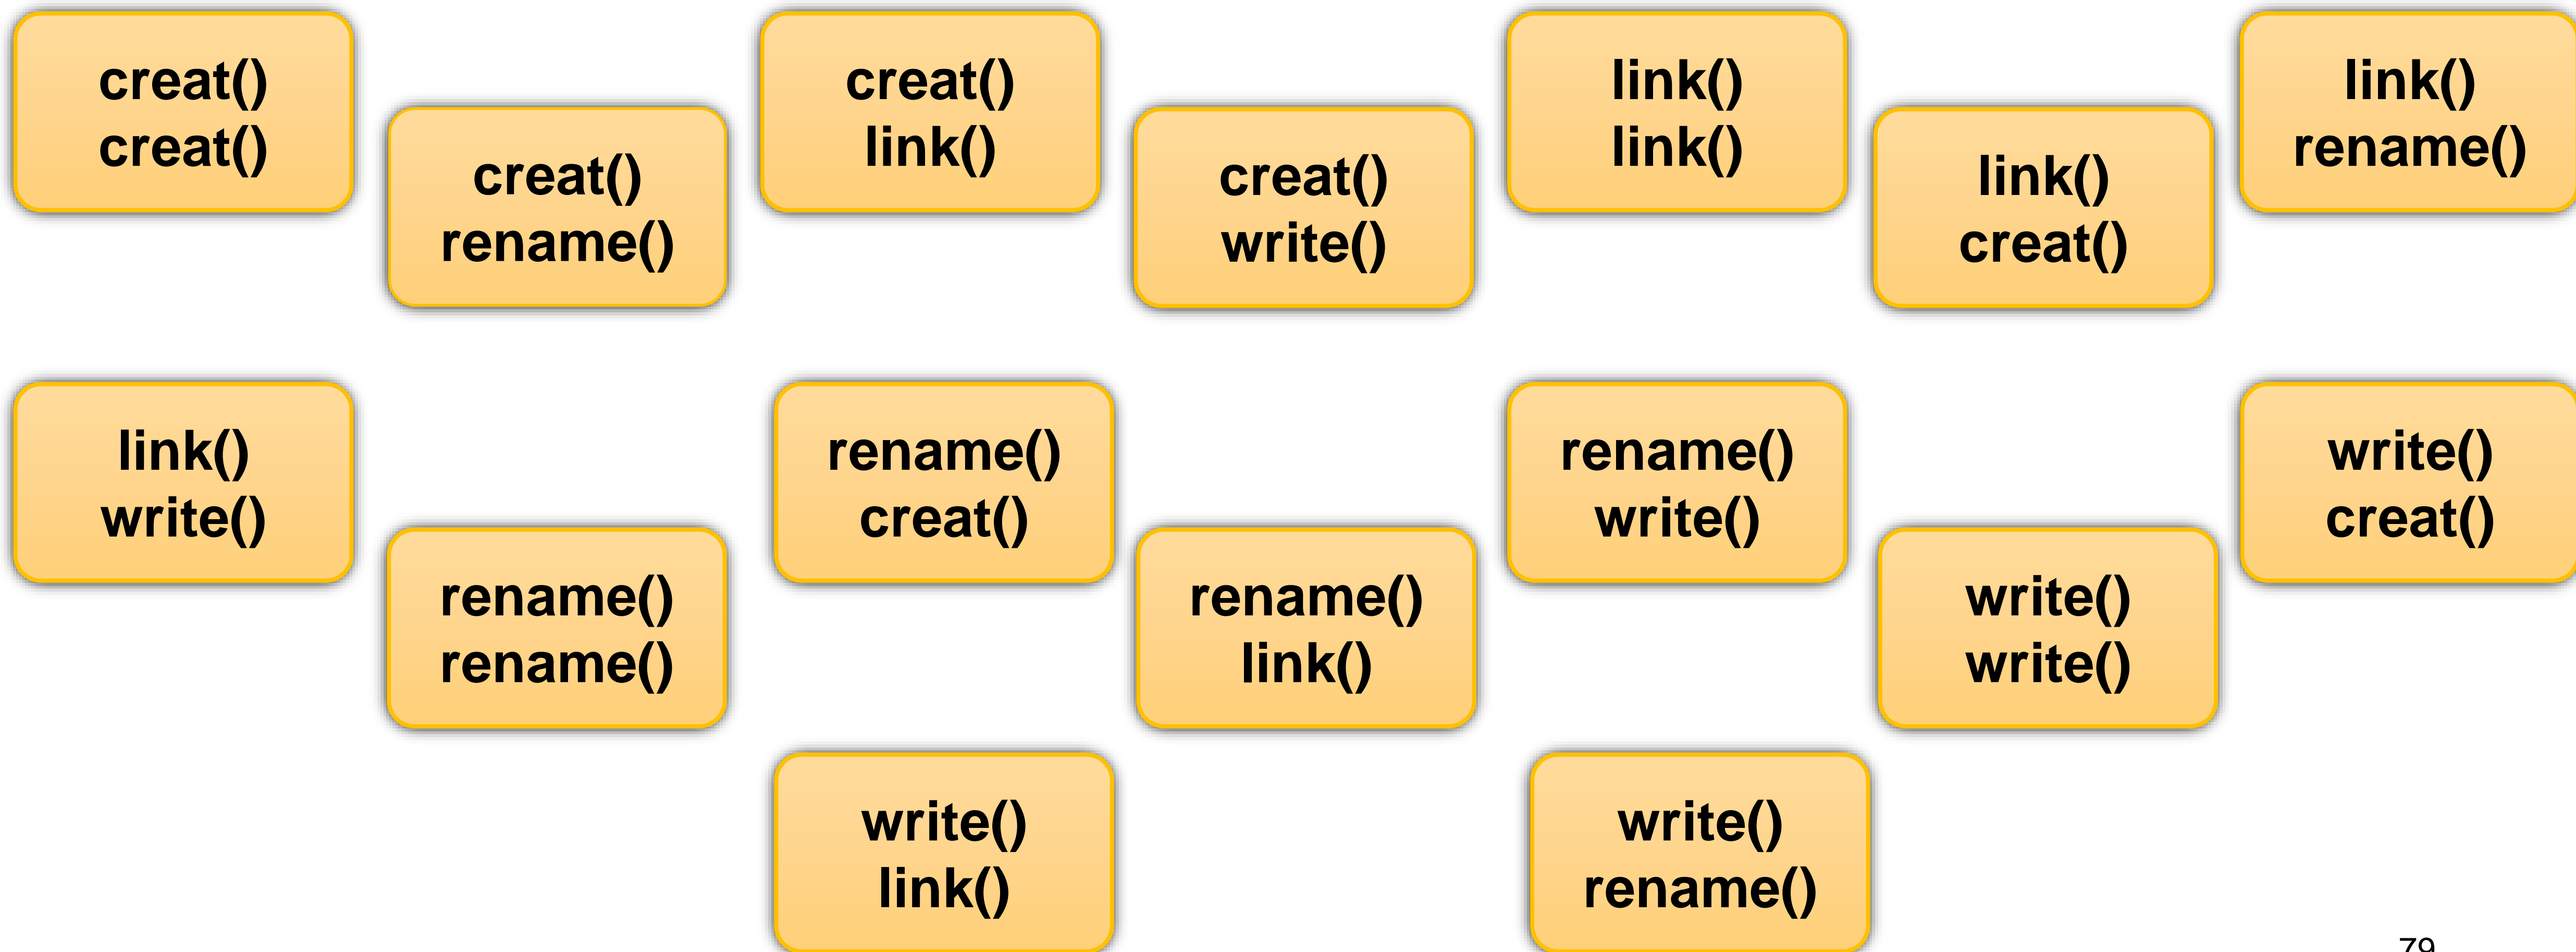 creat()
creat()
creat()
rename()
creat()
link()
creat()
write()
link()
link()
link()
creat()
link()
rename()
link()
write()
rename()
rename()
rename()
creat()
rename()
link()
rename()
write()
write()
write()
write()
creat()
write()
link()
write()
rename()
79